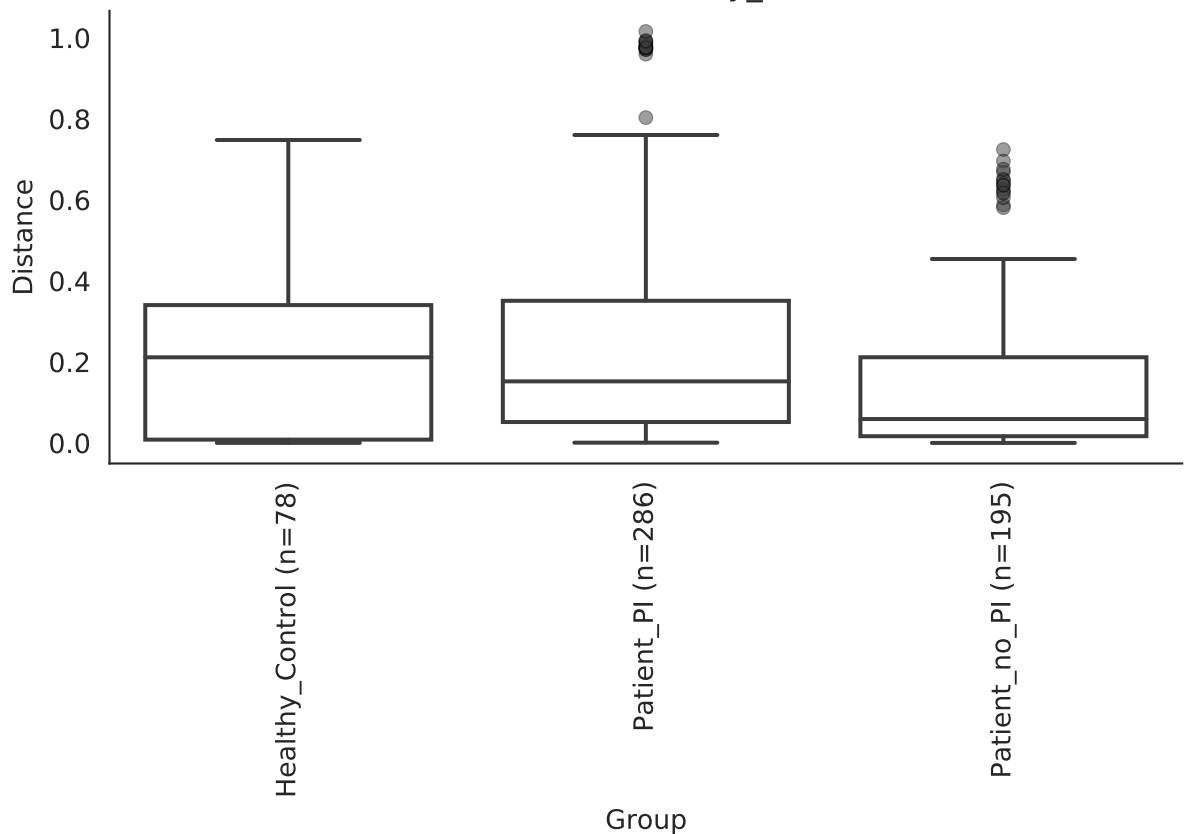 1.0
0.8
0.6
0.4
0.2
0.0
Distance
Healthy_Control (n=78)
Patient_PI (n=286)
Patient_no_PI (n=195)
Group